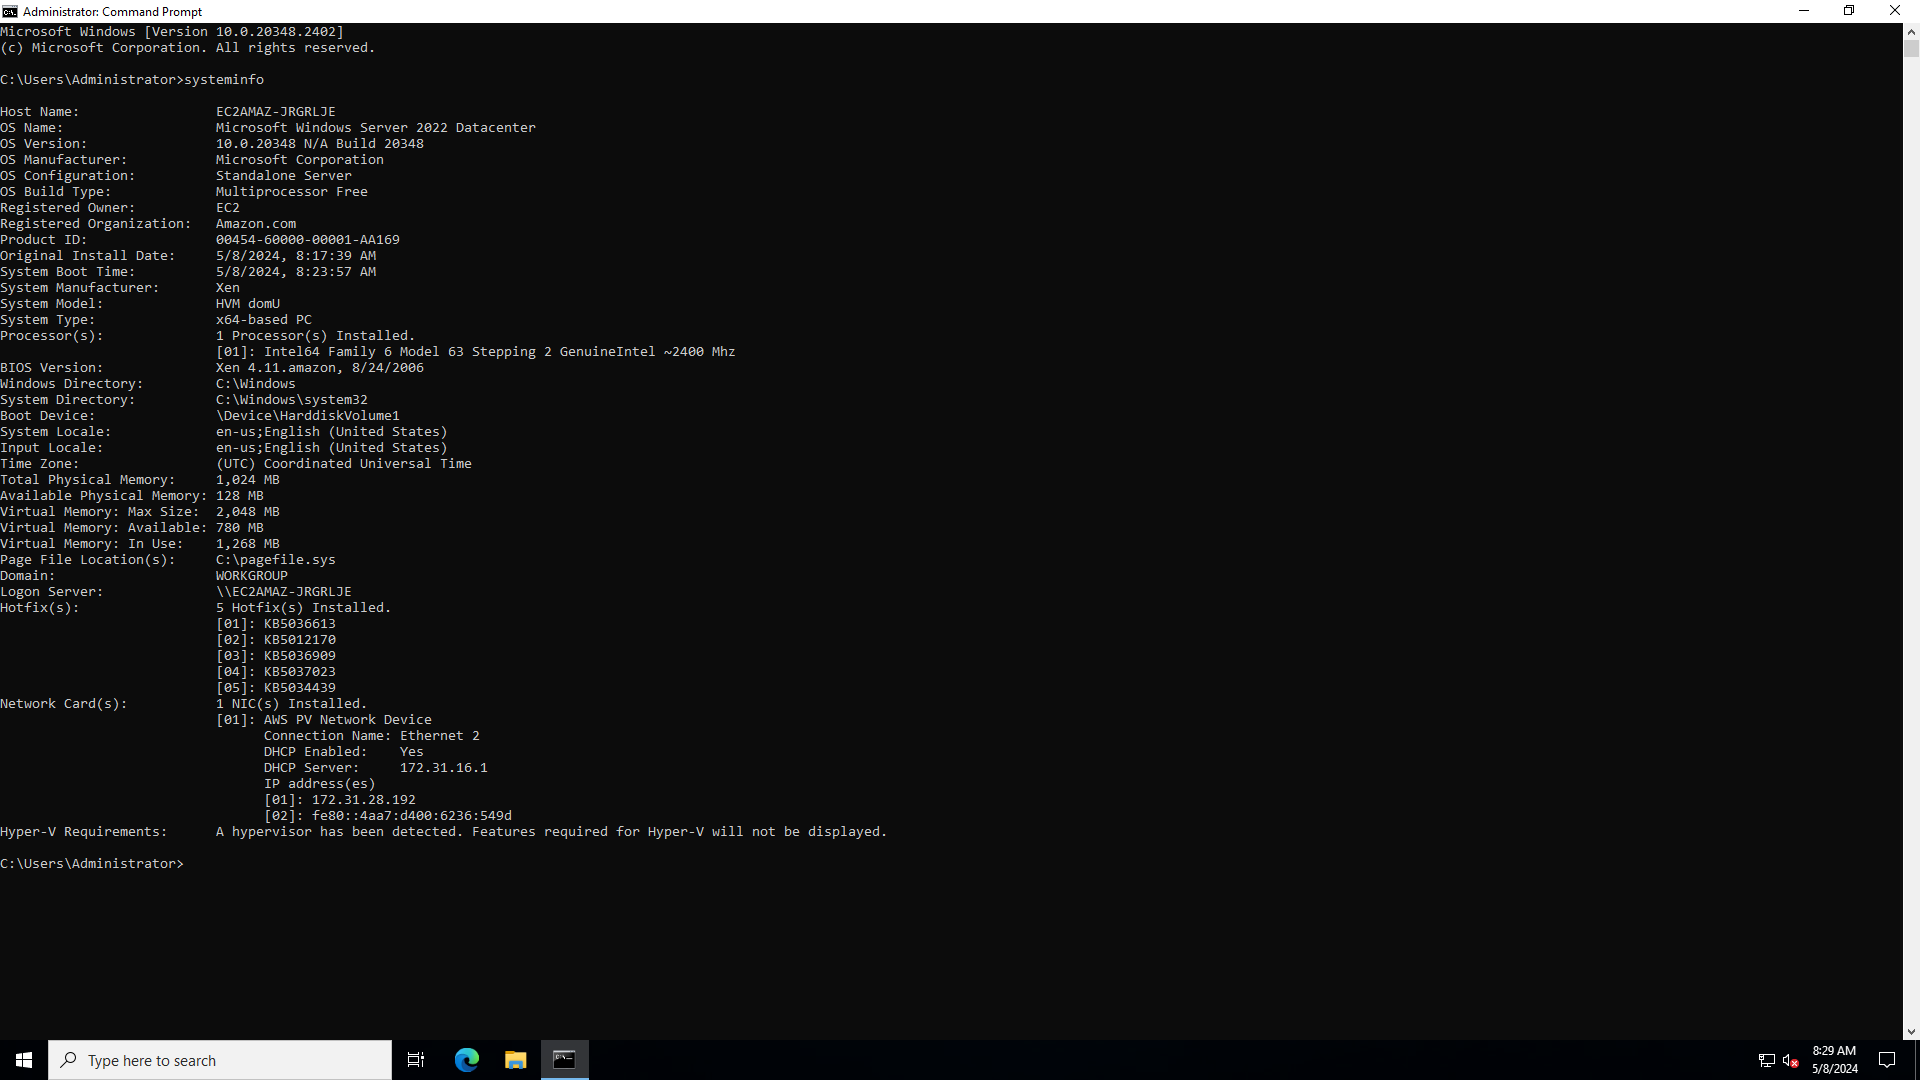 Administrator: Command Prompt
Microsoft Windows [Version 10.0.20348.2402]
(c) Microsoft Corporation. All rights reserved.
C:\Users\Administrator>systeminfo
Host Name: EC2AMAZ-JRGRLJE
OS Name: Microsoft Windows Server 2022 Datacenter
OS Version: 10.0.20348 N/A Build 20348
OS Manufacturer: Microsoft Corporation
OS Configuration: Standalone Server
OS Build Type: Multiprocessor Free
Registered Owner: EC2
Registered Organization: Amazon.com
Product ID: 00454-60000-00001-AA169
Original Install Date: 5/8/2024, 8:17:39 AM
System Boot Time: 5/8/2024, 8:23:57 AM
System Manufacturer: Xen
System Model: HVM domU
System Type: x64-based PC
Processor(s): 1 Processor(s) Installed.
[01]: Intel64 Family 6 Model 63 Stepping 2 GenuineIntel ~2400 Mhz
BIOS Version: Xen 4.11.amazon, 8/24/2006
Windows Directory: C:\Windows
System Directory: C:\Windows\system32
Boot Device: \Device\HarddiskVolume1
System Locale: en-us;English (United States)
Input Locale: en-us;English (United States)
Time Zone: (UTC) Coordinated Universal Time
Total Physical Memory: 1,024 MB
Available Physical Memory: 128 MB
Virtual Memory: Max Size: 2,048 MB
Virtual Memory: Available: 780 MB
Virtual Memory: In Use: 1,268 MB
Page File Location(s): C:\pagefile.sys
Domain: WORKGROUP
Logon Server: \\EC2AMAZ-JRGRLJE
Hotfix(s): 5 Hotfix(s) Installed.
[01]: KB5036613
[02]: KB5012170
[03]: KB5036909
[04]: KB5037023
[05]: KB5034439
Network Card(s): 1 NIC(s) Installed.
[01]: AWS PV Network Device
Connection Name: Ethernet 2
DHCP Enabled: Yes
DHCP Server: 172.31.16.1
IP address(es)
[01]: 172.31.28.192
[02]: fe80::4aa7:d400:6236:549d
Hyper-V Requirements: A hypervisor has been detected. Features required for Hyper-V will not be displayed.
C:\Users\Administrator>
Type here to search
8:29 AM
5/8/2024